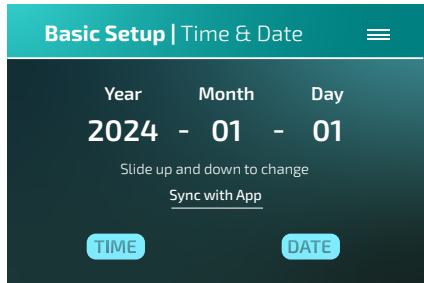 Basic Setup | Time & Date
Year Month Day
2024 - 01 - 01
Slide up and down to change
Sync with App
TIME DATE